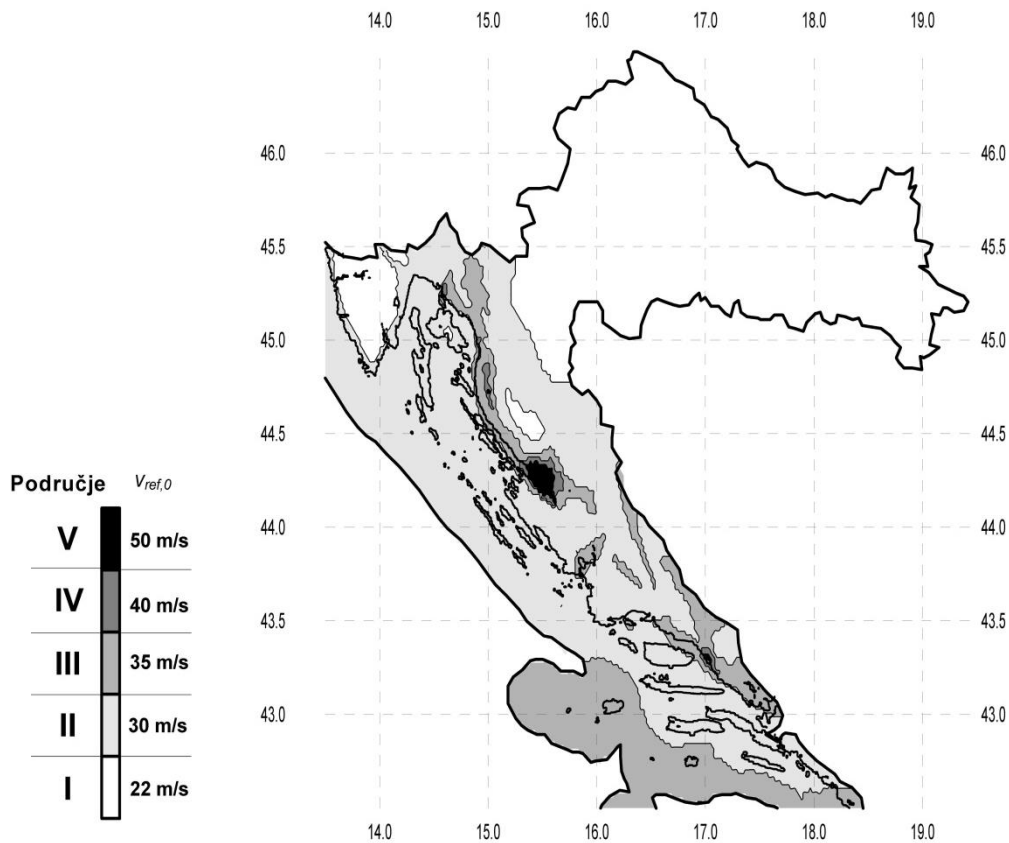 14.0 15.0 16.0 17.0 18.0 19.0
46.0 46.0
45.5 45.5
45.0 45.0
44.5 44.5
Područje Vref,0
44.0 44.0
V 50 m/s
IV 40 m/s
43.5 43.5
III 35 m/s
43.0 43.0
II 30 m/s
I 22 m/s
14.0 15.0 16.0 17.0 18.0 19.0